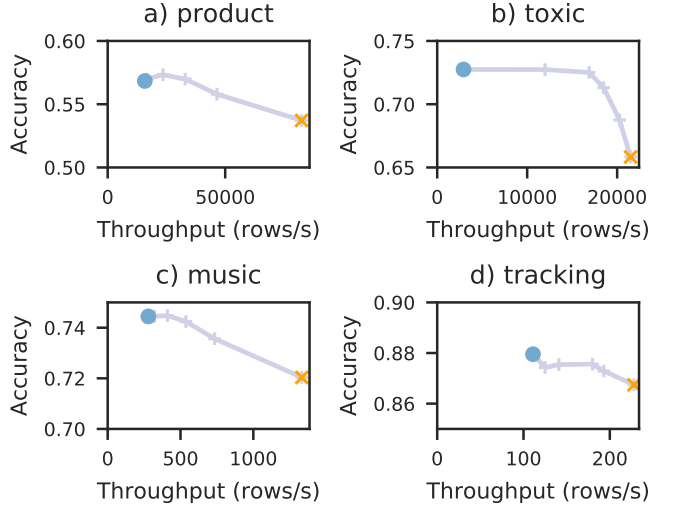 a) product
0.60
0.55
0.50
Accuracy
0
50000
Throughput (rows/s)
b) toxic
0.75
0.70
0.65
Accuracy
0
10000
20000
Throughput (rows/s)
c) music
0.74
0.72
0.70
Accuracy
0
500
1000
Throughput (rows/s)
d) tracking
0.90
0.88
0.86
Accuracy
0
100
200
Throughput (rows/s)